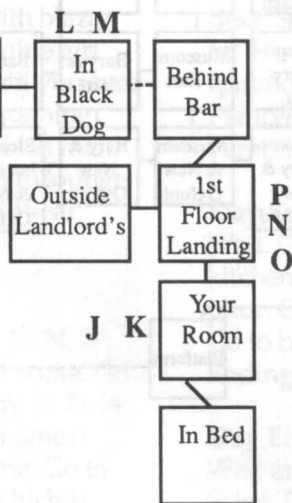 L M
In
Black
Dog
Behind
Bar
Outside
Landlord's
1st
Floor
Landing
P
N
O
J K
Your
Room
In Bed